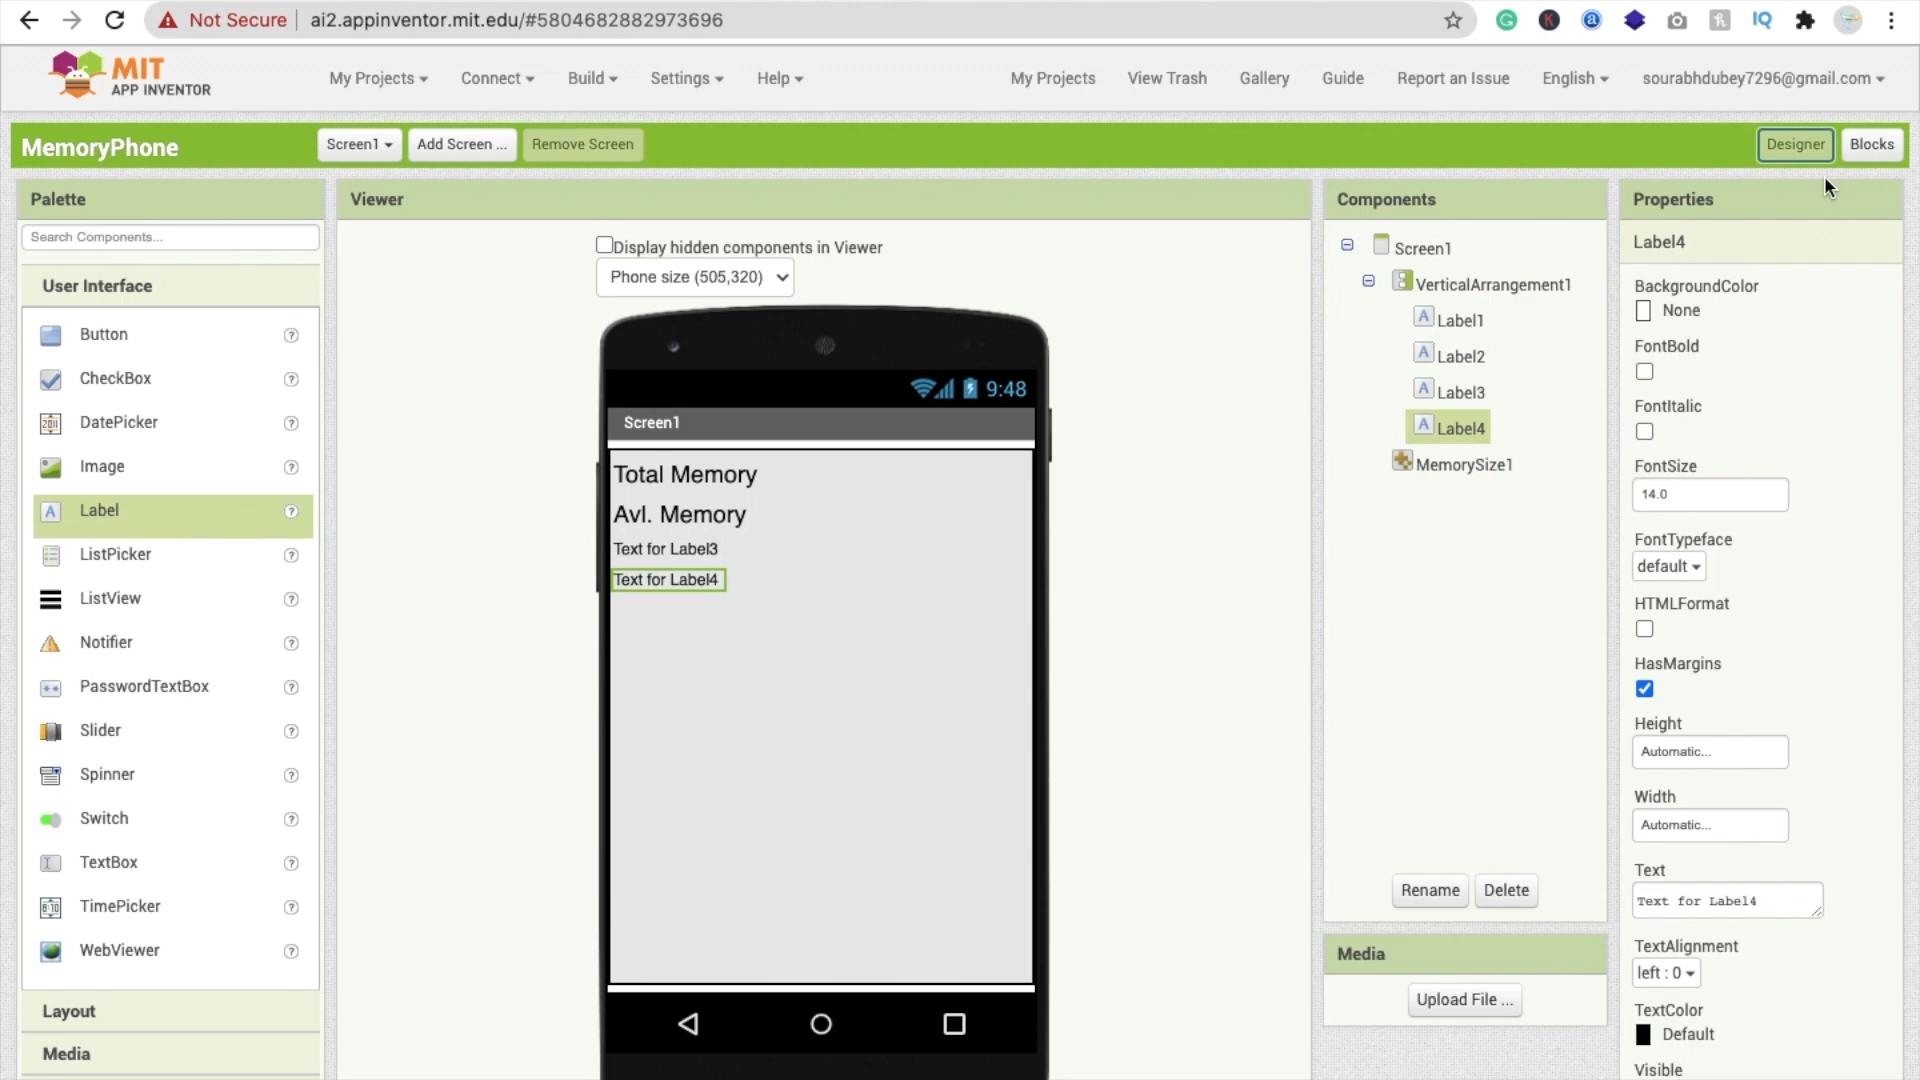 Not Secure
ai2.appinventor.mit.edu/#5804682882973696
MIT
APP INVENTOR
My Projects Connect Build Settings Help My Projects View Trash Gallery Guide Report an Issue English sourabhdubey7296@gmail.com
MemoryPhone
Screen1 Add Screen ... Remove Screen Designer Blocks
Palette
Search Components...
User Interface
Button ?
CheckBox ?
DatePicker ?
Image ?
Label ?
ListPicker ?
ListView ?
Notifier ?
PasswordTextBox ?
Slider ?
Spinner ?
Switch ?
TextBox ?
TimePicker ?
WebViewer ?
Layout
Media
Viewer
Display hidden components in Viewer
Phone size (505,320)
9:48
Screen1
Total Memory
Avl. Memory
Text for Label3
Text for Label4
Components
Screen1
VerticalArrangement1
A Label1
A Label2
A Label3
A Label4
MemorySize1
Rename Delete
Media
Upload File ...
Properties
Label4
BackgroundColor
None
FontBold
FontItalic
FontSize
14.0
FontTypeface
default
HTMLFormat
HasMargins
Height
Automatic...
Width
Automatic...
Text
Text for Label4
TextAlignment
left : 0
TextColor
Default
Visible